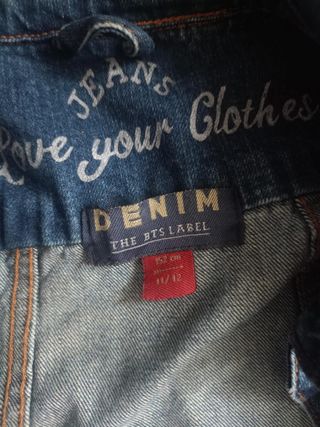 JEANS
Love your Clothes
DENIM
THE BTS LABEL
152 cm
11/12